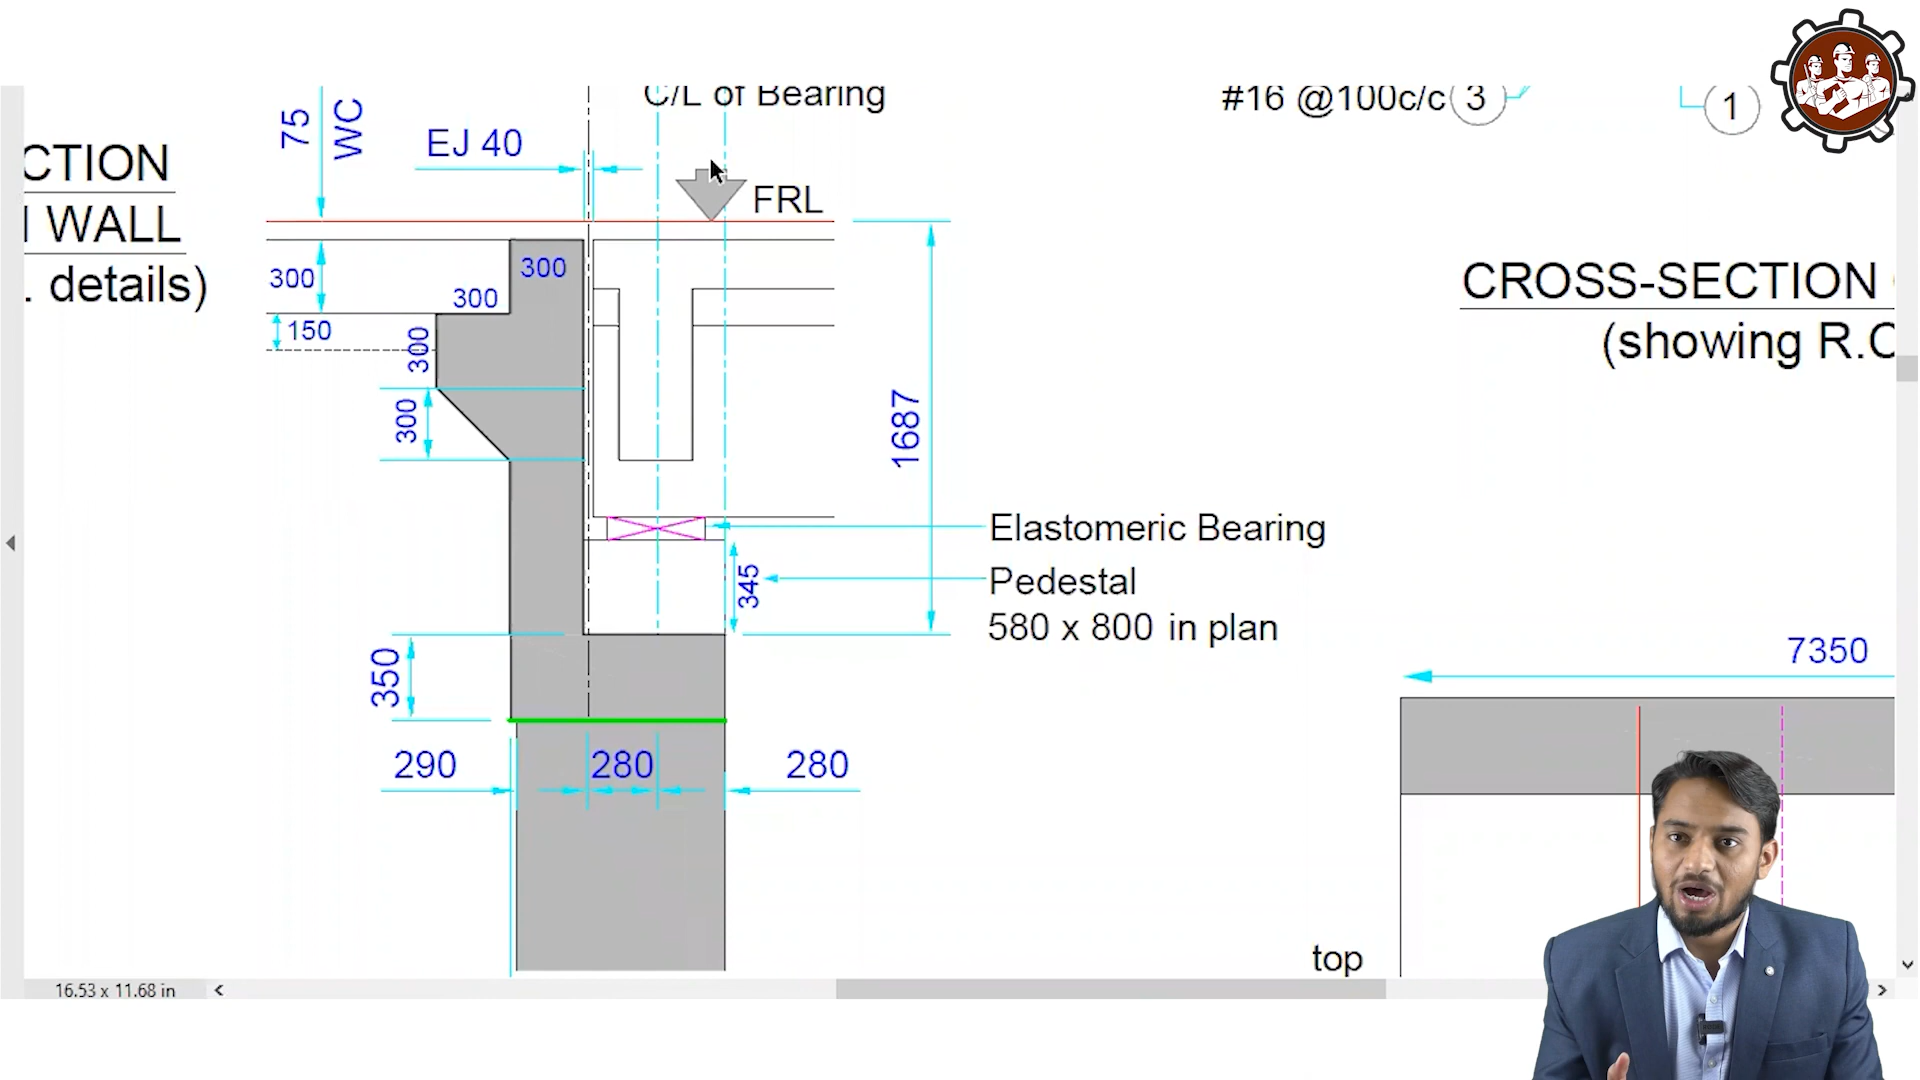 C/L of Bearing
#16 @100c/c
3
1
75
WC
EJ 40
CTION
WALL
. details)
FRL
300
300
300
150
300
300
1687
CROSS-SECTION
(showing R.C
Elastomeric Bearing
345
Pedestal
580 x 800 in plan
350
7350
290
280
280
top
16.53 x 11.68 in